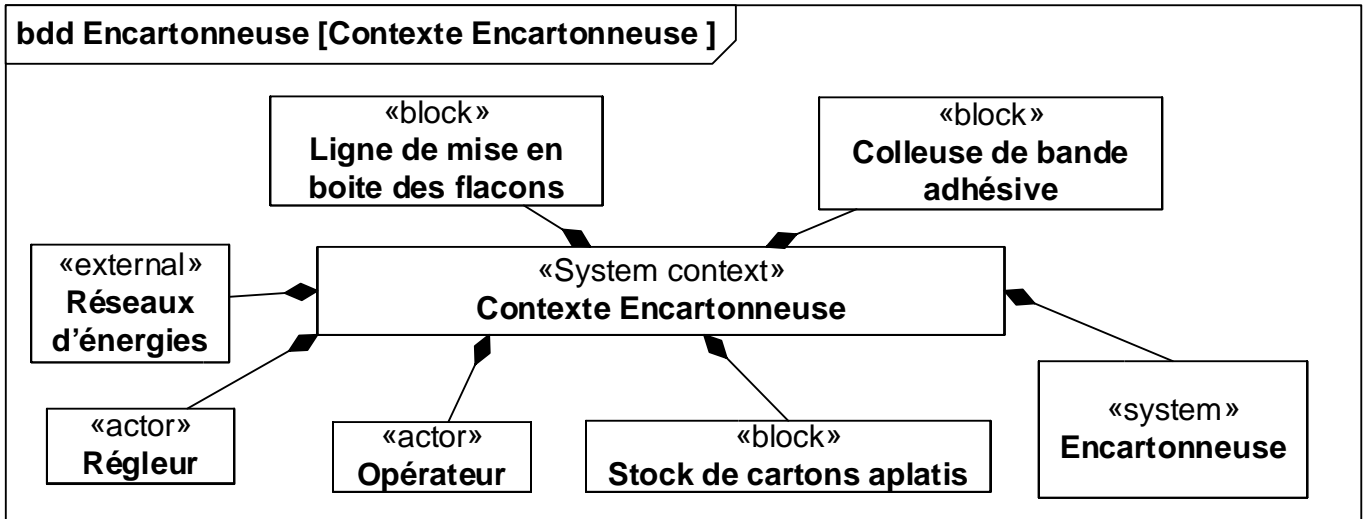 bdd Encartonneuse [Contexte Encartonneuse ]
«block»
Ligne de mise en
boite des flacons
«block»
Colleuse de bande
adhésive
«external»
Réseaux
d’énergies
«System context»
Contexte Encartonneuse
«actor»
Régleur
«actor»
Opérateur
«block»
Stock de cartons aplatis
«system»
Encartonneuse